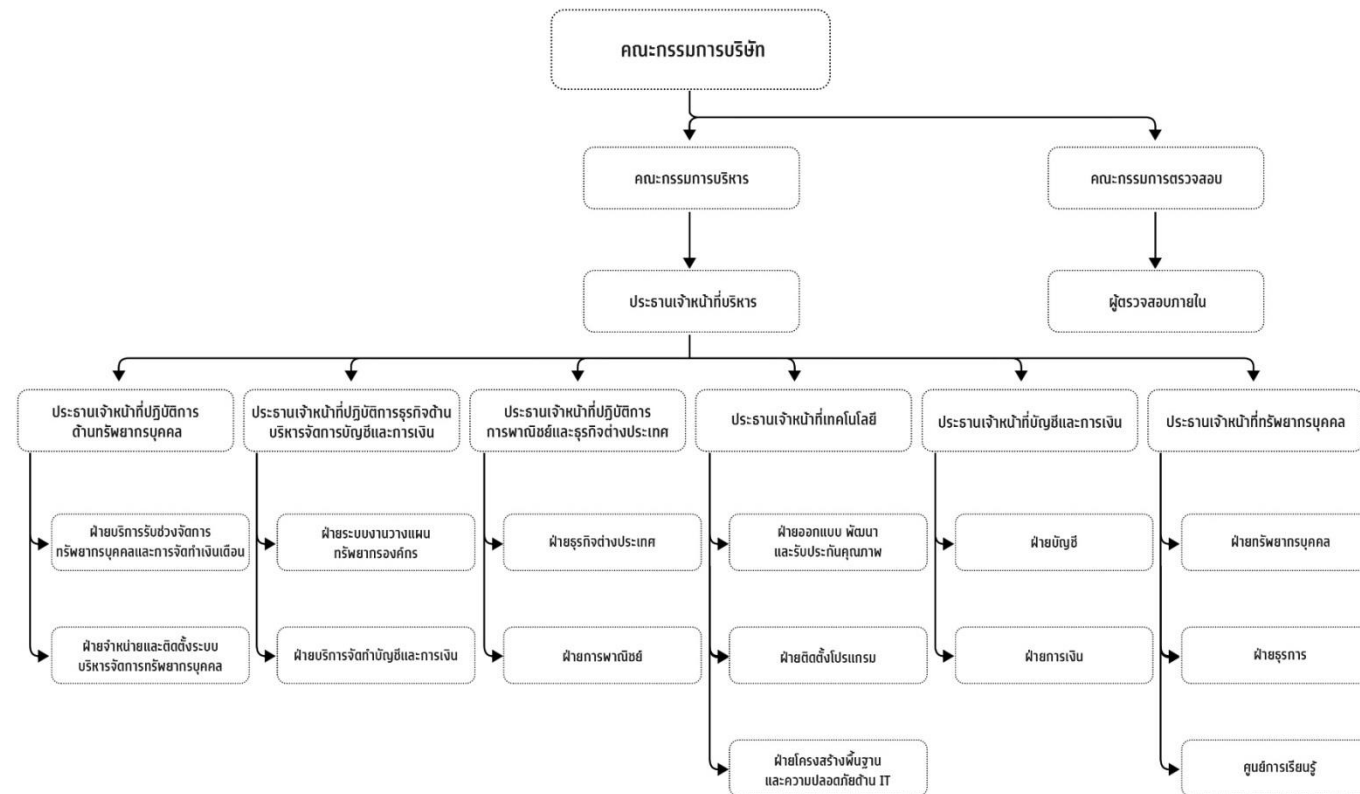 คณะกรรมการบริษัท
คณะกรรมการบริหาร
คณะกรรมการตรวจสอบ
ประธานเจ้าหน้าที่บริหาร
ผู้ตรวจสอบภายใน
ประธานเจ้าหน้าที่ปฏิบัติการ
ด้านทรัพยากรบุคคล
ประธานเจ้าหน้าที่ปฏิบัติการธุรกิจด้าน
บริหารจัดการบัญชีและการเงิน
ประธานเจ้าหน้าที่ปฏิบัติการ
การพาณิชย์และธุรกิจต่างประเทศ
ประธานเจ้าหน้าที่เทคโนโลยี
ประธานเจ้าหน้าที่บัญชีและการเงิน
ประธานเจ้าหน้าที่ทรัพยากรบุคคล
ฝ่ายบริการรับช่วงจัดการ
ทรัพยากรบุคคลและการจัดทำเงินเดือน
ฝ่ายระบบงานวางแผน
ทรัพยากรองค์กร
ฝ่ายธุรกิจต่างประเทศ
ฝ่ายออกแบบ พัฒนา
และรับประกันคุณภาพ
ฝ่ายบัญชี
ฝ่ายทรัพยากรบุคคล
ฝ่ายจำหน่ายและติดตั้งระบบ
บริหารจัดการทรัพยากรบุคคล
ฝ่ายบริการจัดทำบัญชีและการเงิน
ฝ่ายการพาณิชย์
ฝ่ายติดตั้งโปรแกรม
ฝ่ายการเงิน
ฝ่ายธุรการ
ฝ่ายโครงสร้างพื้นฐาน
และความปลอดภัยด้าน IT
ศูนย์การเรียนรู้